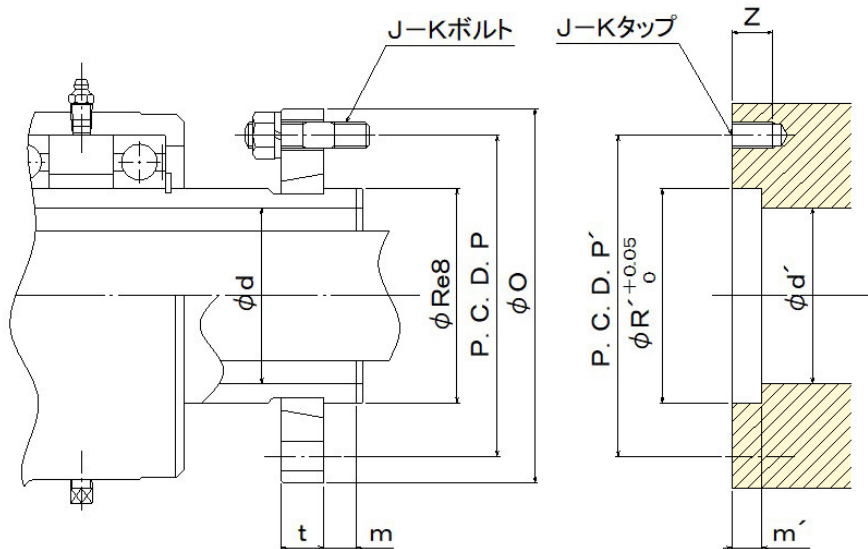 J－Kボルト
J－Kタップ
Z
φd
φRe8
P. C. D. P
φO
P. C. D. P´
φR´ +0.05 0
φd´
t
m
m´